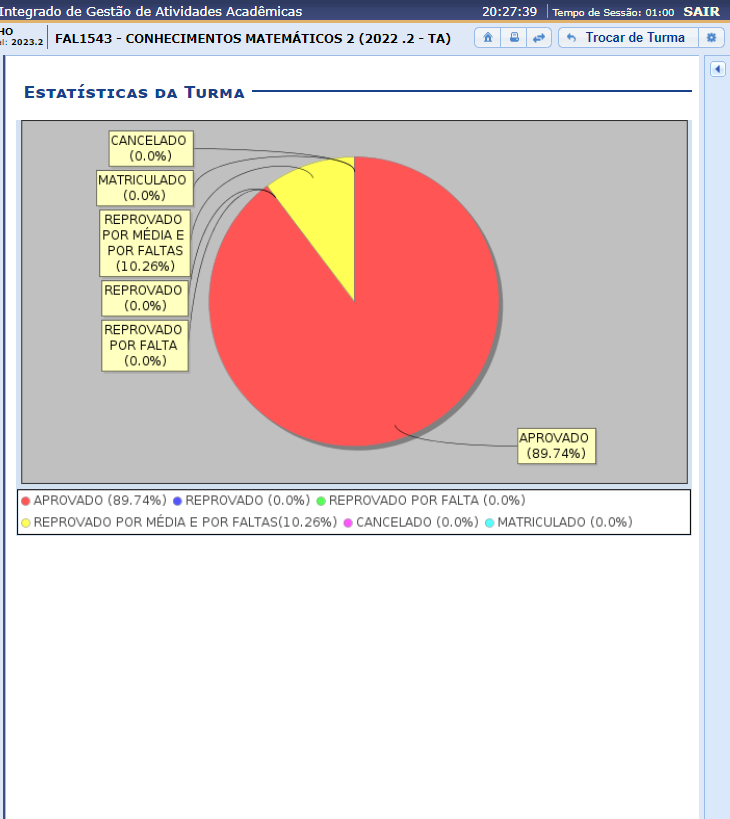 Integrado de Gestão de Atividades Acadêmicas 20:27:39 Tempo de Sessão: 01:00 SAIR
HO
el: 2023.2 FAL1543 - CONHECIMENTOS MATEMÁTICOS 2 (2022 .2 - TA) Trocar de Turma
ESTATÍSTICAS DA TURMA
CANCELADO
(0.0%)
MATRICULADO
(0.0%)
REPROVADO
POR MÉDIA E
POR FALTAS
(10.26%)
REPROVADO
(0.0%)
REPROVADO
POR FALTA
(0.0%)
APROVADO
(89.74%)
APROVADO (89.74%) REPROVADO (0.0%) REPROVADO POR FALTA (0.0%)
REPROVADO POR MÉDIA E POR FALTAS(10.26%) CANCELADO (0.0%) MATRICULADO (0.0%)